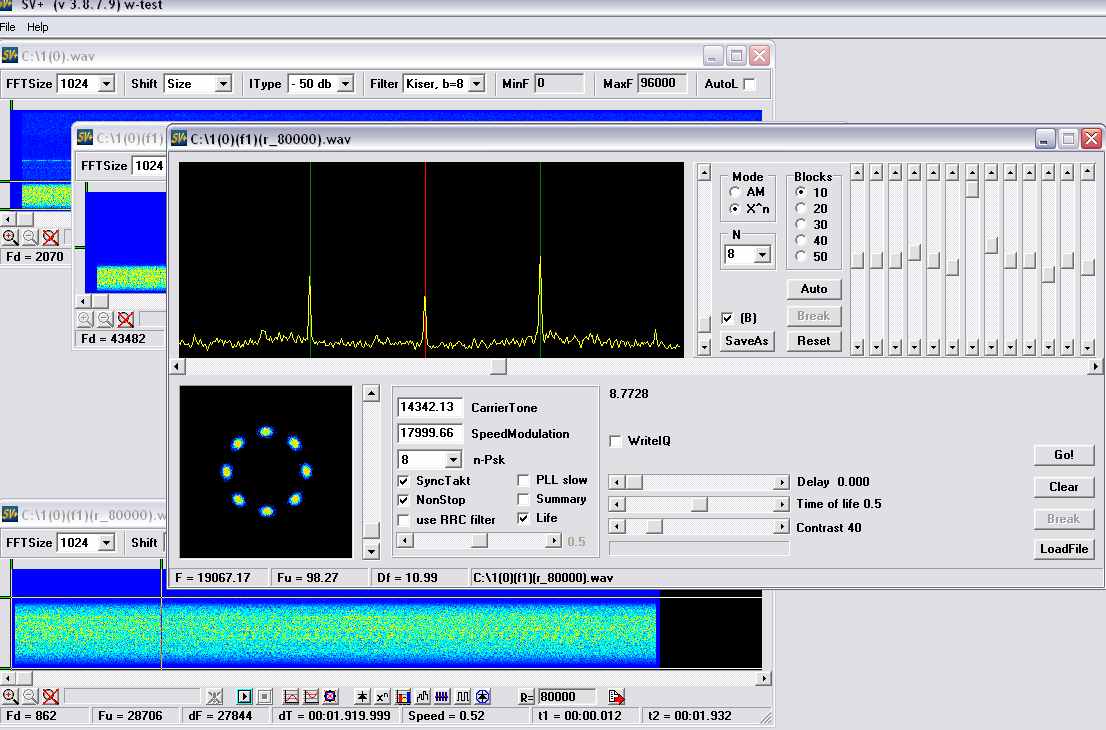 SV+ (v 3.8.7.9) w-test
File Help
SV+ C:\1(0).wav
FFTSize 1024 Shift Size IType - 50 db Filter Kiser, b=8 MinF 0 MaxF 96000 AutoL
SV+ C:\1(0)(f1)
FFTSize 1024
SV+ C:\1(0)(f1)(r_80000).wav
Mode
AM
X^n
N
8
Blocks
10
20
30
40
50
Auto
(B) Break
SaveAs Reset
Fd = 2070
Fd = 43482
14342.13 CarrierTone
17999.66 SpeedModulation
8 n-Psk
SyncTakt PLL slow
NonStop Summary
use RRC filter Life
0.5
8.7728
WriteIQ
Delay 0.000
Time of life 0.5
Contrast 40
Go!
Clear
Break
LoadFile
F = 19067.17 Fu = 98.27 Df = 10.99 C:\1(0)(f1)(r_80000).wav
SV+ C:\1(0)(f1)(r_80000).w
FFTSize 1024 Shift
R= 80000
Fd = 862 Fu = 28706 dF = 27844 dT = 00:01.919.999 Speed = 0.52 t1 = 00:00.012 t2 = 00:01.932